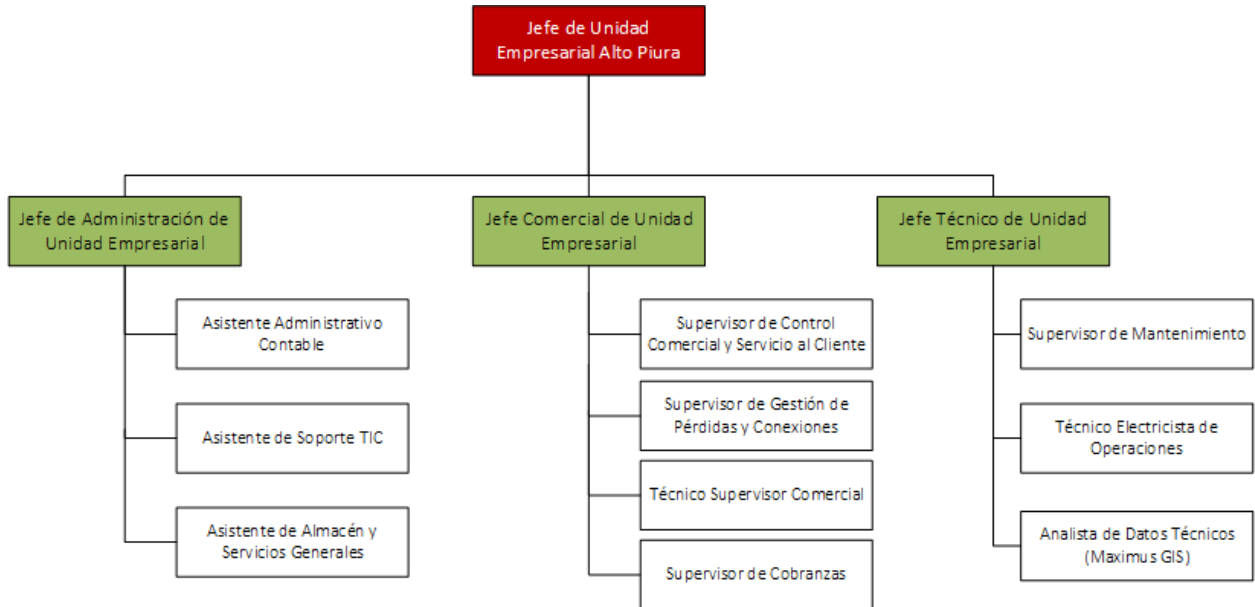 Jefe de Unidad
Empresarial Alto Piura
Jefe de Administración de
Unidad Empresarial
Asistente Administrativo
Contable
Asistente de Soporte TIC
Asistente de Almacén y
Servicios Generales
Jefe Comercial de Unidad
Empresarial
Supervisor de Control
Comercial y Servicio al Cliente
Supervisor de Gestión de
Pérdidas y Conexiones
Técnico Supervisor Comercial
Supervisor de Cobranzas
Jefe Técnico de Unidad
Empresarial
Supervisor de Mantenimiento
Técnico Electricista de
Operaciones
Analista de Datos Técnicos
(Maximus GIS)